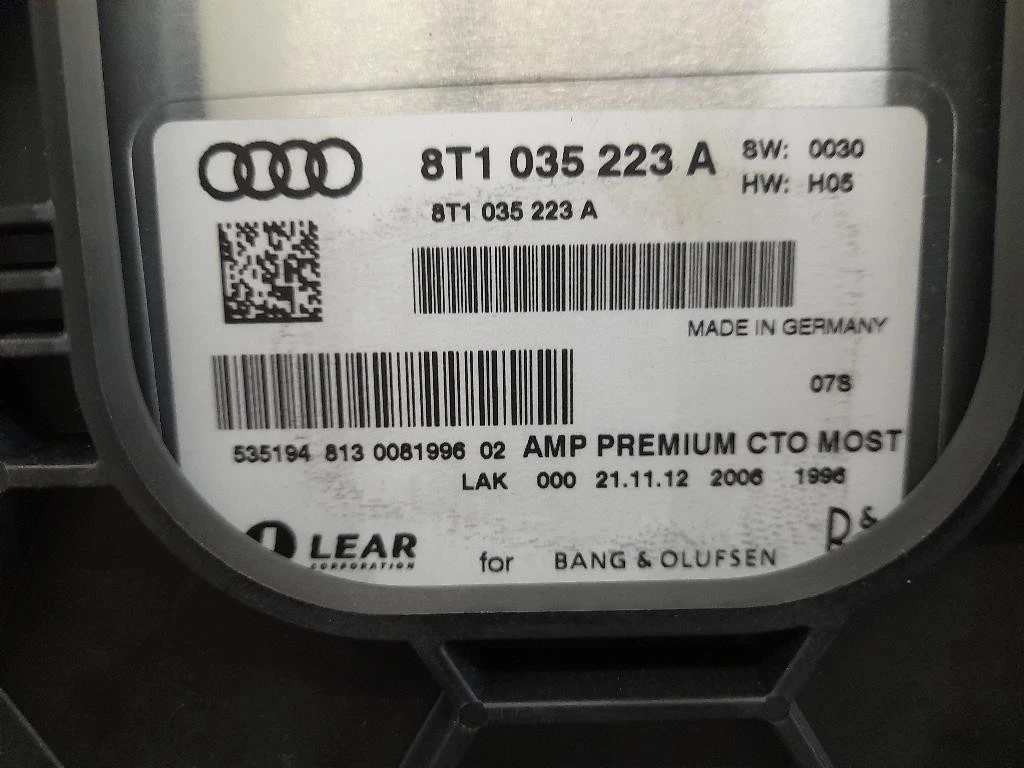 8T1 035 223 A
SW: 0030
HW: H05
8T1 035 223 A
MADE IN GERMANY
07S
535194 813 0081996 02 AMP PREMIUM CTO MOST
LAK 000 21.11.12 2006 1996
LEAR
CORPORATION
for BANG & OLUFSEN
B&